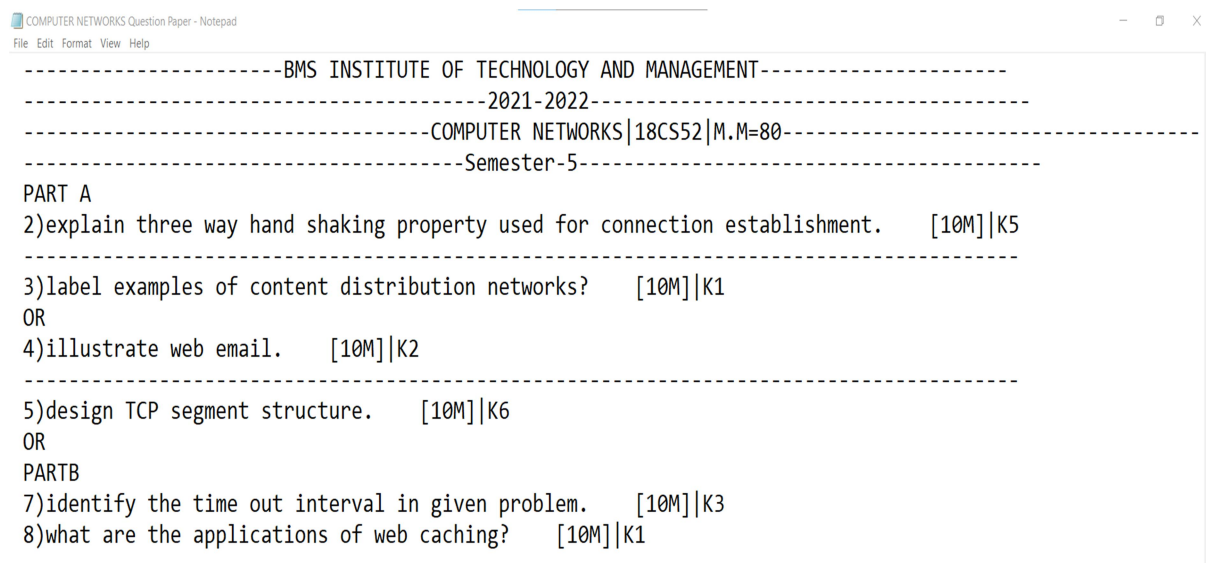 COMPUTER NETWORKS Question Paper - Notepad
File Edit Format View Help
-----------------------BMS INSTITUTE OF TECHNOLOGY AND MANAGEMENT----------------------
-----------------------------------------2021-2022---------------------------------------
------------------------------------COMPUTER NETWORKS|18CS52|M.M=80-------------------------------------
---------------------------------------Semester-5-----------------------------------------
PART A
2)explain three way hand shaking property used for connection establishment.    [10M]|K5
----------------------------------------------------------------------------------------
3)label examples of content distribution networks?    [10M]|K1
OR
4)illustrate web email.    [10M]|K2
----------------------------------------------------------------------------------------
5)design TCP segment structure.    [10M]|K6
OR
PARTB
7)identify the time out interval in given problem.    [10M]|K3
8)what are the applications of web caching?    [10M]|K1